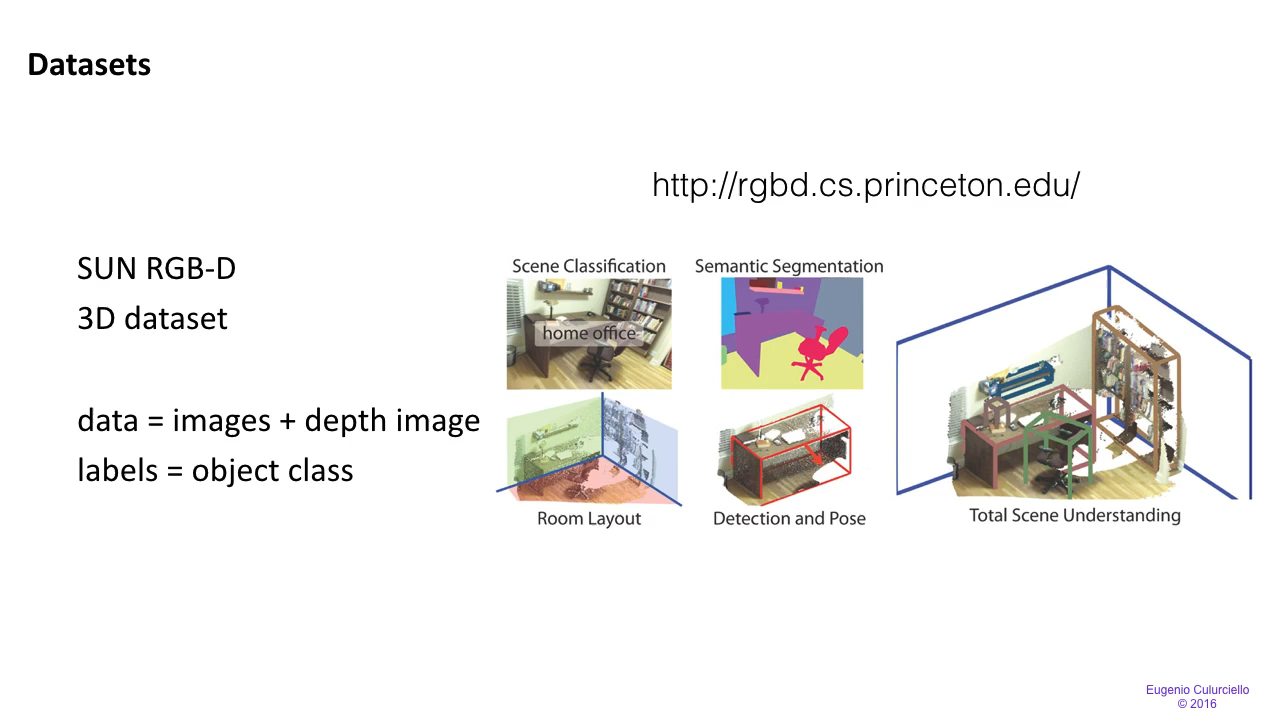 Datasets
http://rgbd.cs.princeton.edu/
SUN RGB-D
3D dataset
data = images + depth image
labels = object class
Scene Classification
home office
Semantic Segmentation
Room Layout
Detection and Pose
Total Scene Understanding
Eugenio Culurciello
© 2016